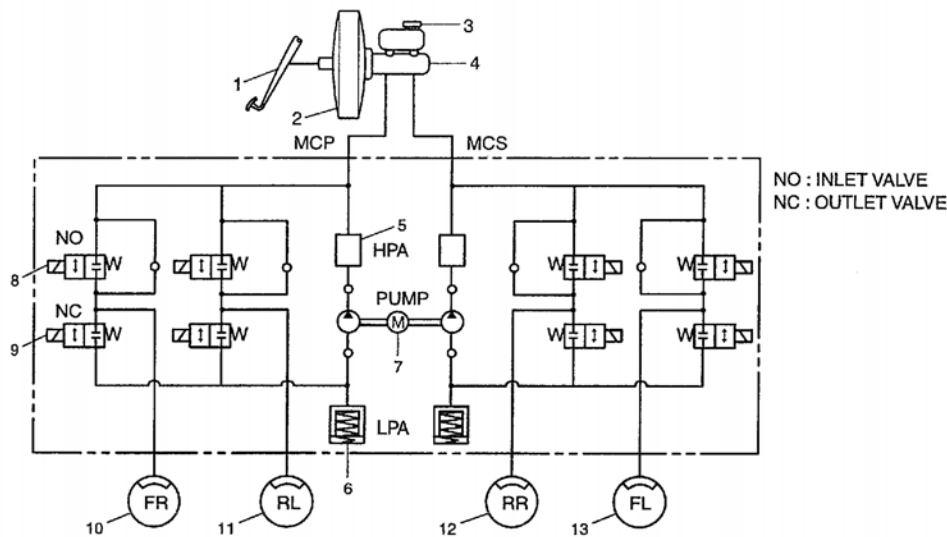 3
1
4
2
MCP
MCS
NO : INLET VALVE
NC : OUTLET VALVE
5
NO
HPA
8
NC
PUMP
M
9
7
LPA
6
FR
RL
RR
FL
10
11
12
13
W
W
W
W
W
W
W
W